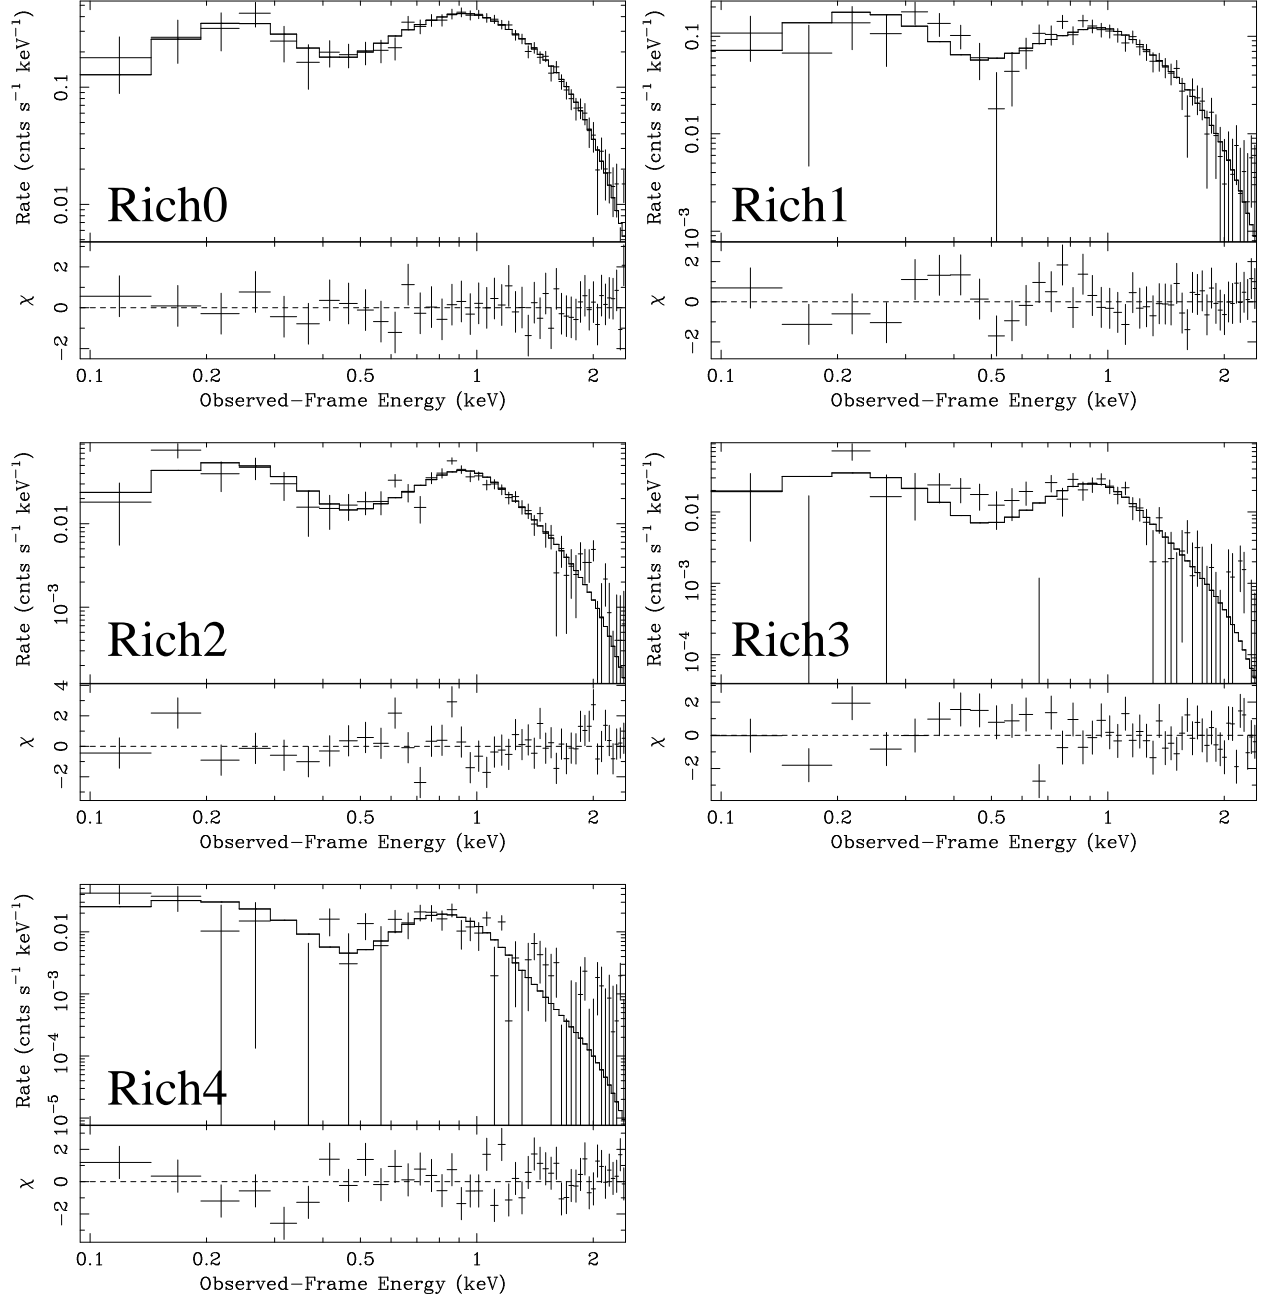 Rate (cnts s⁻¹ keV⁻¹)
0.1
0.01
Rich0
χ
2
0
−2
0.1 0.2 0.5 1 2
Observed−Frame Energy (keV)
Rate (cnts s⁻¹ keV⁻¹)
0.1
0.01
10⁻³
Rich1
χ
2
0
−2
0.1 0.2 0.5 1 2
Observed−Frame Energy (keV)
Rate (cnts s⁻¹ keV⁻¹)
0.01
10⁻³
Rich2
χ
4
2
0
−2
0.1 0.2 0.5 1 2
Observed−Frame Energy (keV)
Rate (cnts s⁻¹ keV⁻¹)
0.01
10⁻³
10⁻⁴
Rich3
χ
2
0
−2
0.1 0.2 0.5 1 2
Observed−Frame Energy (keV)
Rate (cnts s⁻¹ keV⁻¹)
0.01
10⁻³
10⁻⁴
10⁻⁵
Rich4
χ
2
0
−2
0.1 0.2 0.5 1 2
Observed−Frame Energy (keV)